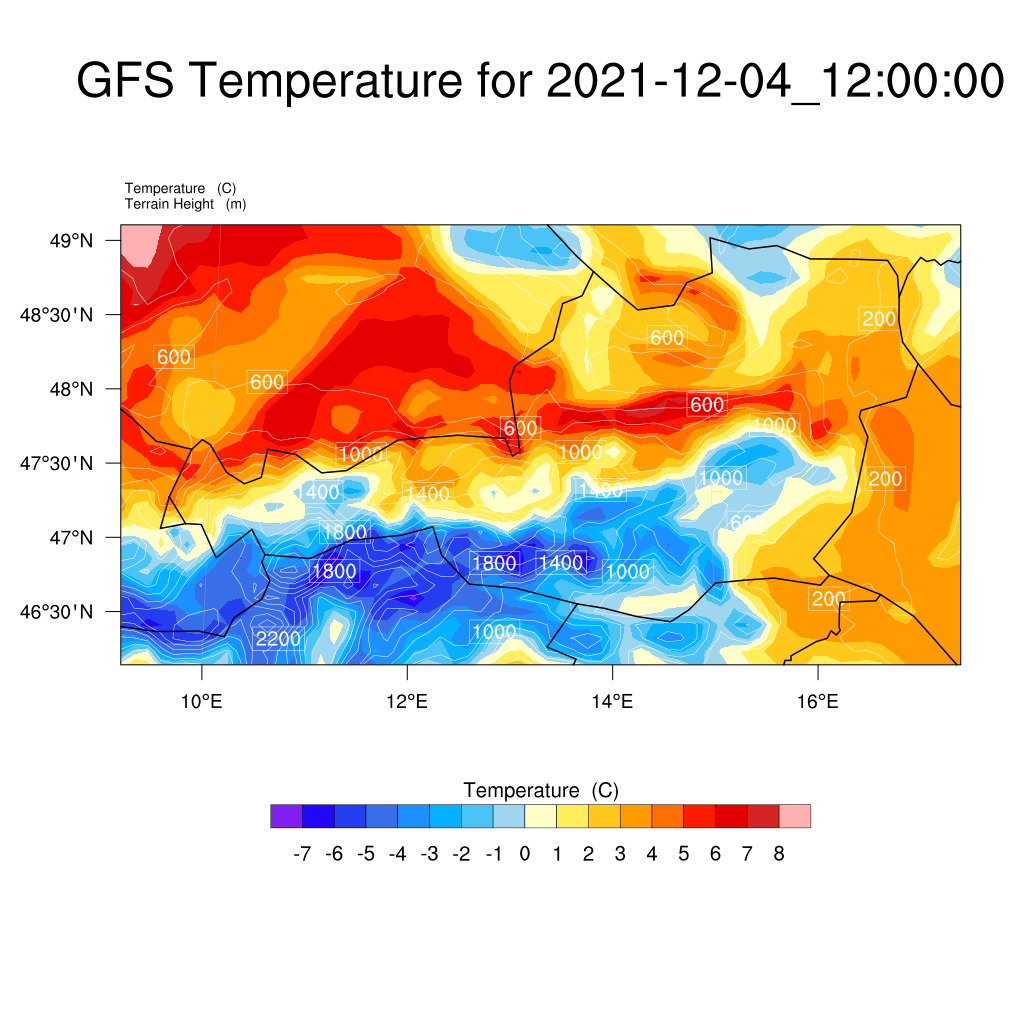 GFS Temperature for 2021-12-04_12:00:00
Temperature (C)
Terrain Height (m)
49°N
48°30'N
200
600
600
48°N
600
600
600
1000
1000
1000
47°30'N
1000
200
1400
1400
1400
600
1800
47°N
1800
1400
1800
1000
200
46°30'N
1000
2200
10°E 12°E 14°E 16°E
Temperature (C)
-7 -6 -5 -4 -3 -2 -1 0 1 2 3 4 5 6 7 8